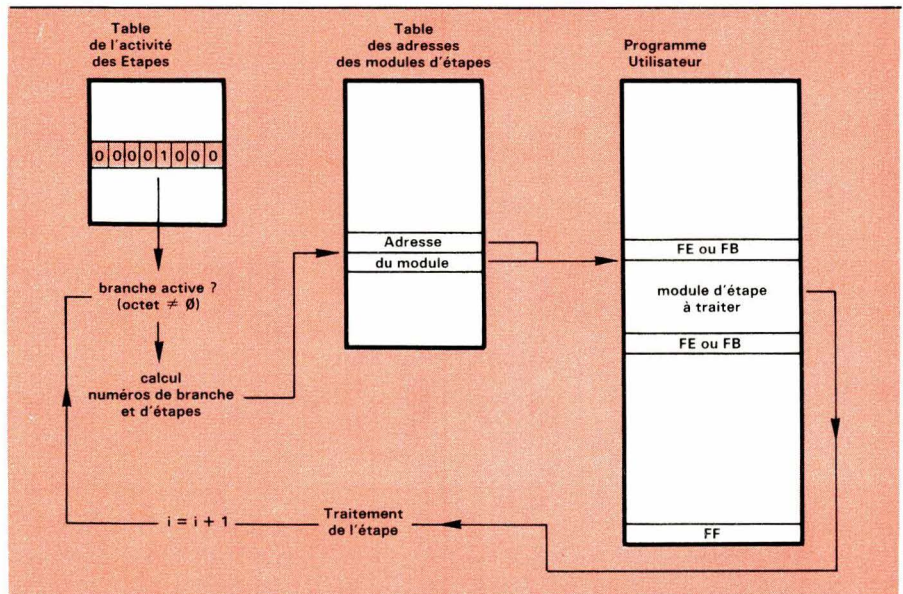 Table
de l'activité
des Etapes
Table
des adresses
des modules d'étapes
Programme
Utilisateur
0 0 0 0 1 0 0 0
Adresse
du module
FE ou FB
module d'étape
à traiter
FE ou FB
FF
branche active ?
(octet ≠ Ø)
calcul
numéros de branche
et d'étapes
i = i + 1
Traitement
de l'étape